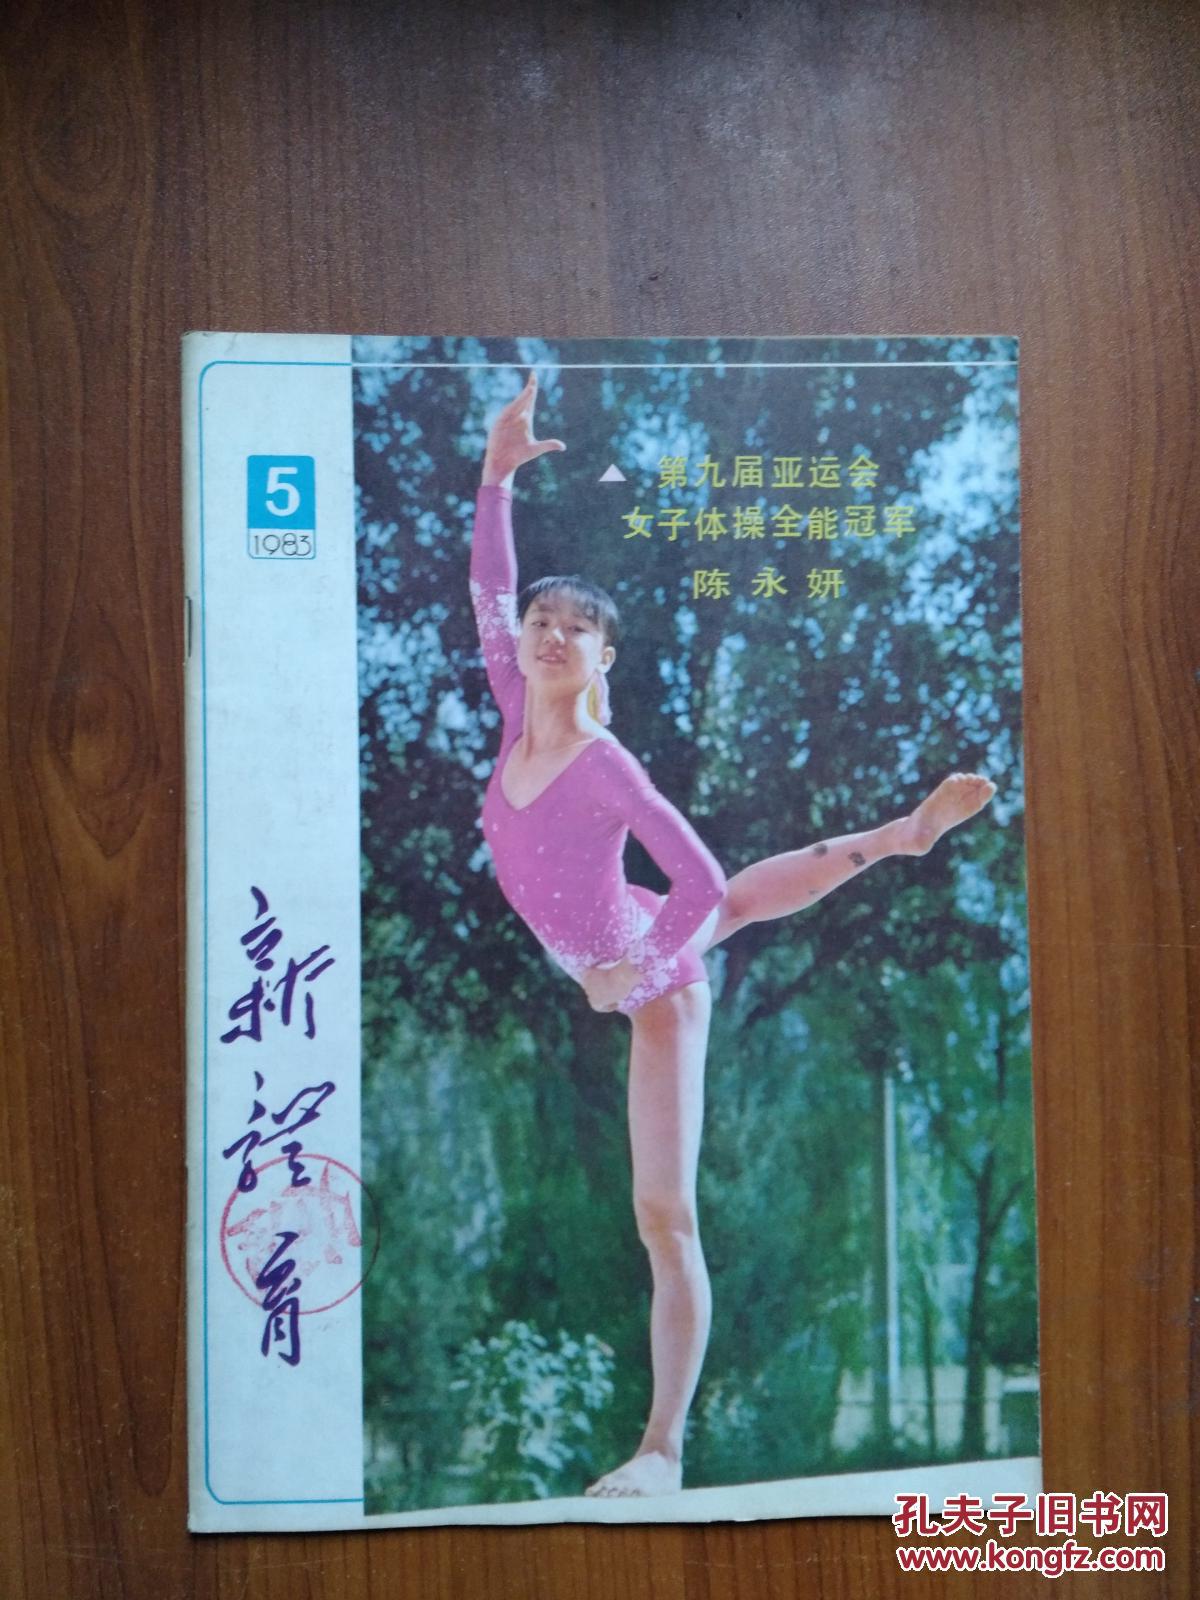 5
1983
第九届亚运会
女子体操全能冠军
陈永妍
新體育
孔夫子旧书网
www.kongfz.com